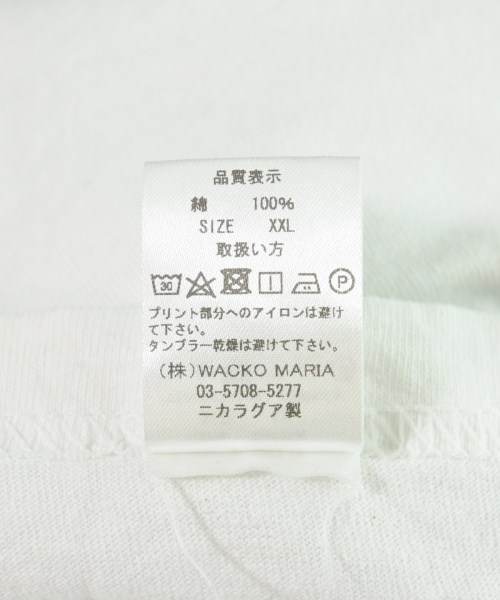 品質表示
綿 100%
SIZE XXL
取扱い方
30 P
プリント部分へのアイロンは避け
て下さい。
タンブラー乾燥は避けて下さい。
(株)WACKO MARIA
03-5708-5277
ニカラグア製